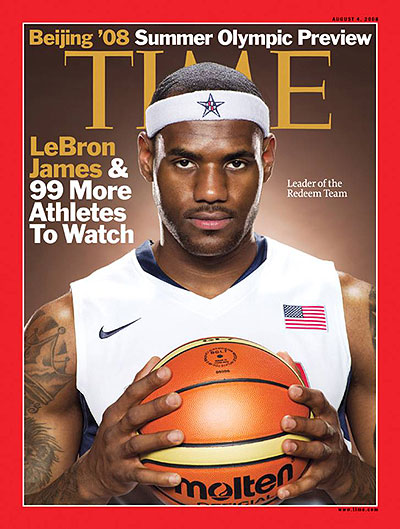 AUGUST 4, 2008
Beijing '08 Summer Olympic Preview
TIME
LeBron
James &
99 More
Athletes
To Watch
Leader of the
Redeem Team
molten
OFFICIAL
www.time.com